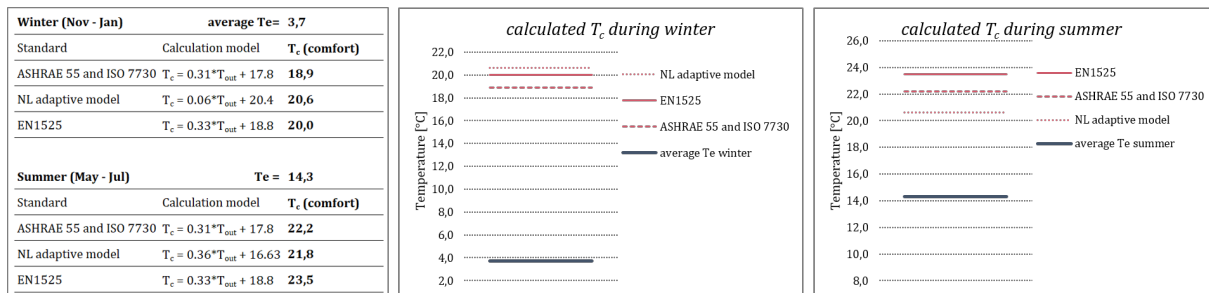 Winter (Nov - Jan) average Te= 3,7
Standard Calculation model Tc (comfort)
ASHRAE 55 and ISO 7730 Tc = 0.31*Tout + 17.8 18,9
NL adaptive model Tc = 0.06*Tout + 20.4 20,6
EN1525 Tc = 0.33*Tout + 18.8 20,0
Summer (May - Jul) Te = 14,3
Standard Calculation model Tc (comfort)
ASHRAE 55 and ISO 7730 Tc = 0.31*Tout + 17.8 22,2
NL adaptive model Tc = 0.36*Tout + 16.63 21,8
EN1525 Tc = 0.33*Tout + 18.8 23,5
calculated Tc during winter
Temperature [°C]
22,0
20,0
18,0
16,0
14,0
12,0
10,0
8,0
6,0
4,0
2,0
NL adaptive model
EN1525
ASHRAE 55 and ISO 7730
average Te winter
calculated Tc during summer
Temperature [°C]
26,0
24,0
22,0
20,0
18,0
16,0
14,0
12,0
10,0
8,0
EN1525
ASHRAE 55 and ISO 7730
NL adaptive model
average Te summer